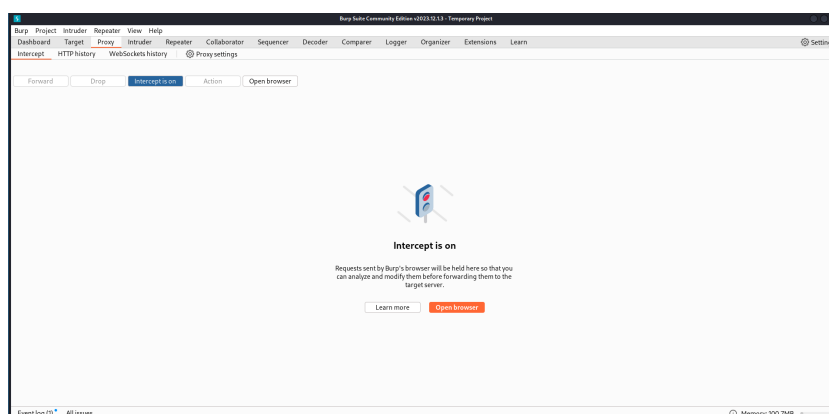 Burp Suite Community Edition v2023.12.1.3 - Temporary Project
Burp Project Intruder Repeater View Help
Dashboard Target Proxy Intruder Repeater Collaborator Sequencer Decoder Comparer Logger Organizer Extensions Learn Setting
Intercept HTTP history WebSockets history Proxy settings
Forward Drop Intercept is on Action Open browser
Intercept is on
Requests sent by Burp's browser will be held here so that you
can analyze and modify them before forwarding them to the
target server.
Learn more Open browser
Event log (1) All issues Memory: 100.7MB